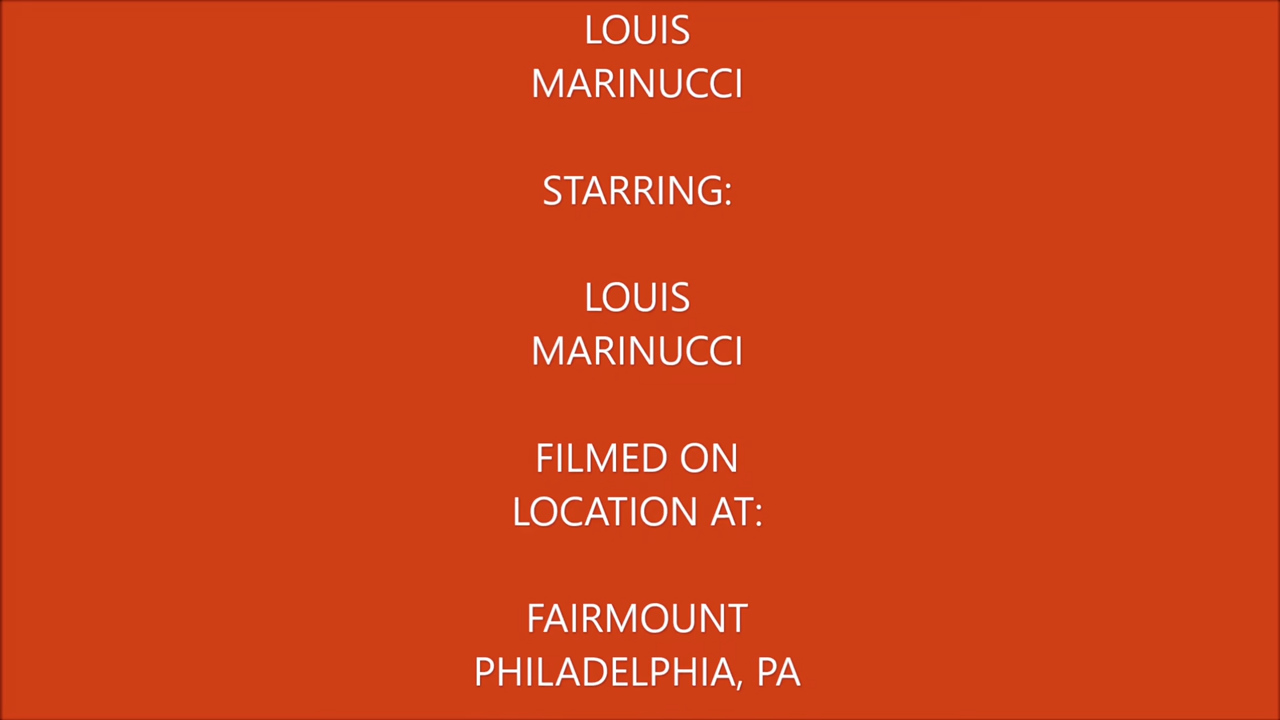 LOUIS
MARINUCCI
STARRING:
LOUIS
MARINUCCI
FILMED ON
LOCATION AT:
FAIRMOUNT
PHILADELPHIA, PA